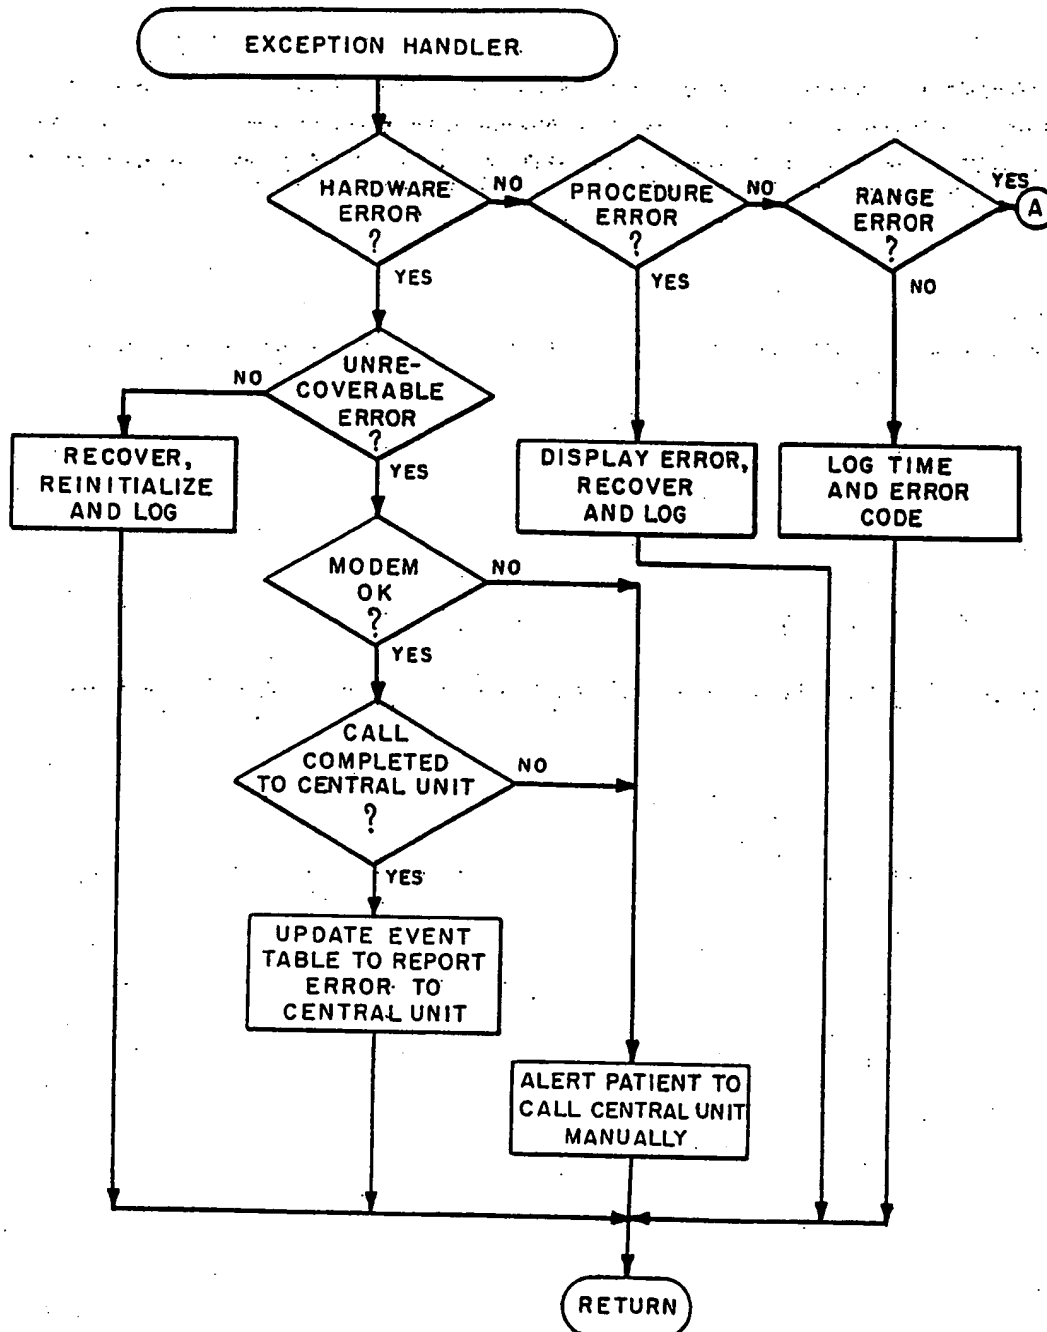 EXCEPTION HANDLER
HARDWARE
ERROR
?
NO
PROCEDURE
ERROR
?
NO
RANGE
ERROR
?
YES
A
YES
YES
NO
UNRE-
COVERABLE
ERROR
?
NO
YES
RECOVER,
REINITIALIZE
AND LOG
DISPLAY ERROR,
RECOVER
AND LOG
LOG TIME
AND ERROR
CODE
MODEM
OK
?
NO
YES
CALL
COMPLETED
TO CENTRAL UNIT
?
NO
YES
UPDATE EVENT
TABLE TO REPORT
ERROR TO
CENTRAL UNIT
ALERT PATIENT TO
CALL CENTRAL UNIT
MANUALLY
RETURN